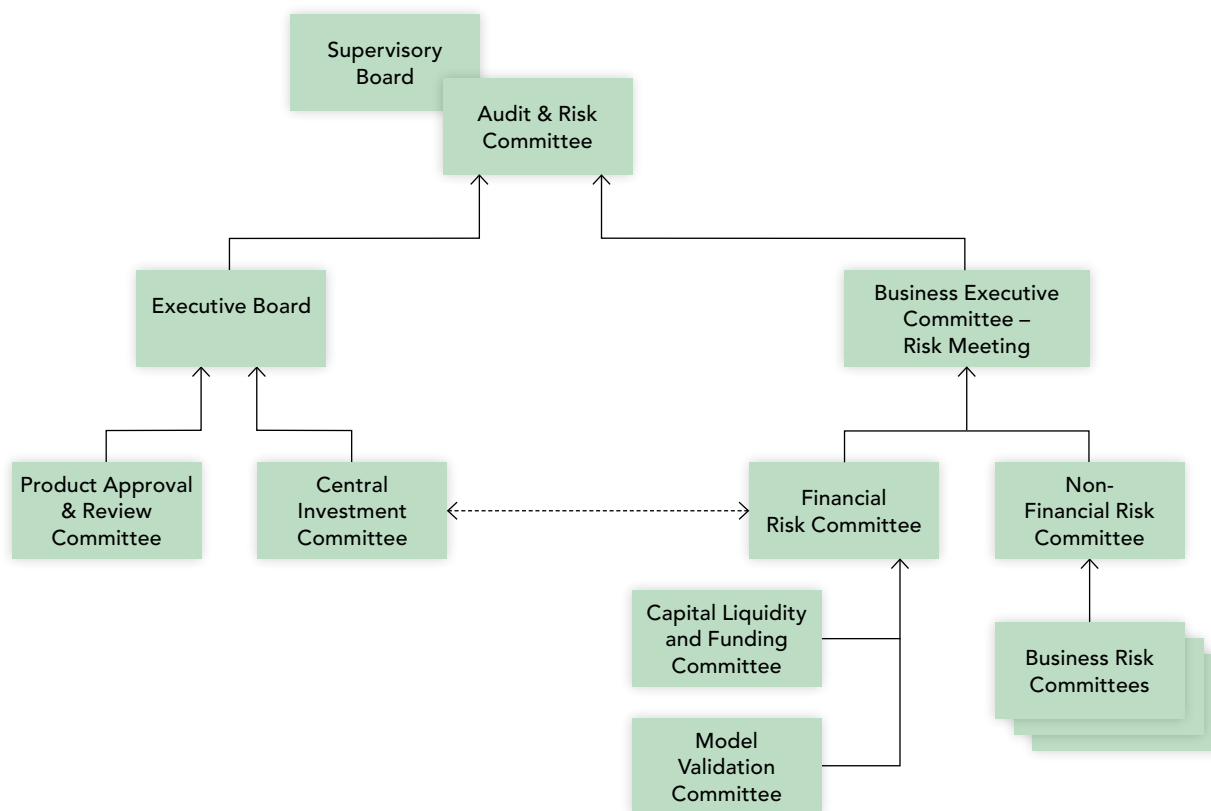 Supervisory
Board
Audit & Risk
Committee
Executive Board
Business Executive
Committee –
Risk Meeting
Product Approval
& Review
Committee
Central
Investment
Committee
Financial
Risk Committee
Non-
Financial Risk
Committee
Capital Liquidity
and Funding
Committee
Business Risk
Committees
Model
Validation
Committee